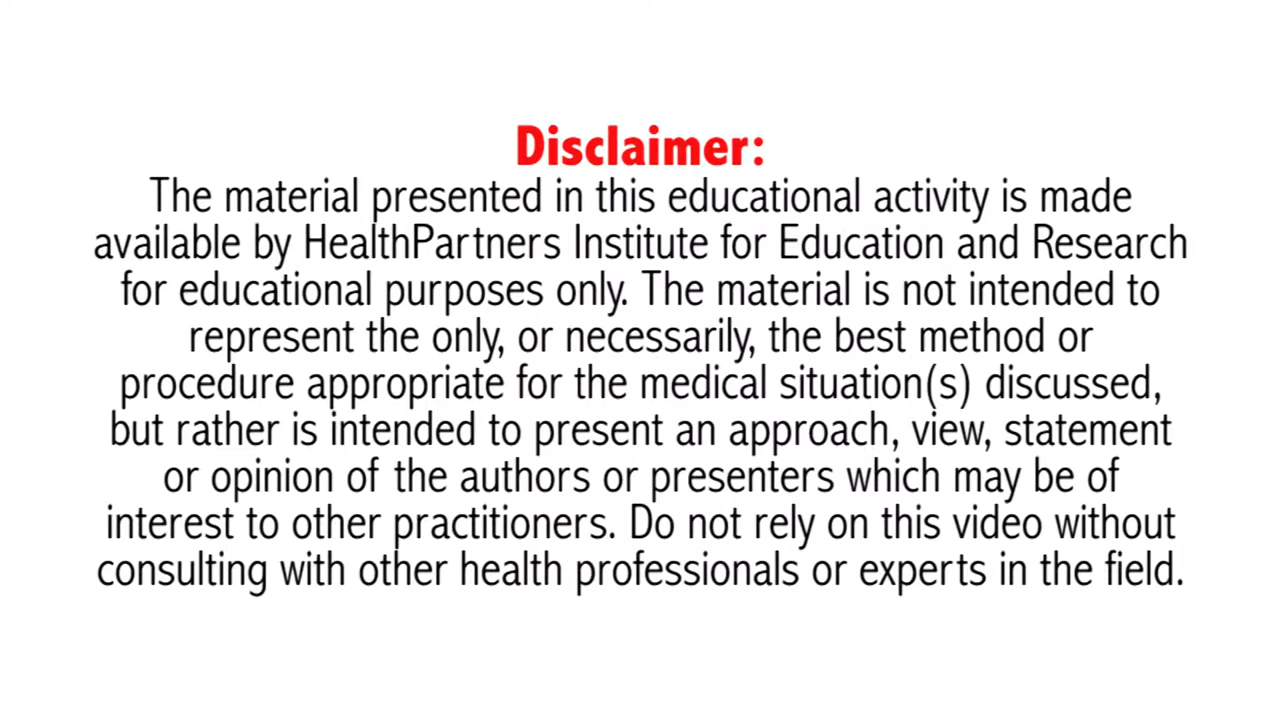 Disclaimer:
The material presented in this educational activity is made
available by HealthPartners Institute for Education and Research
for educational purposes only. The material is not intended to
represent the only, or necessarily, the best method or
procedure appropriate for the medical situation(s) discussed,
but rather is intended to present an approach, view, statement
or opinion of the authors or presenters which may be of
interest to other practitioners. Do not rely on this video without
consulting with other health professionals or experts in the field.